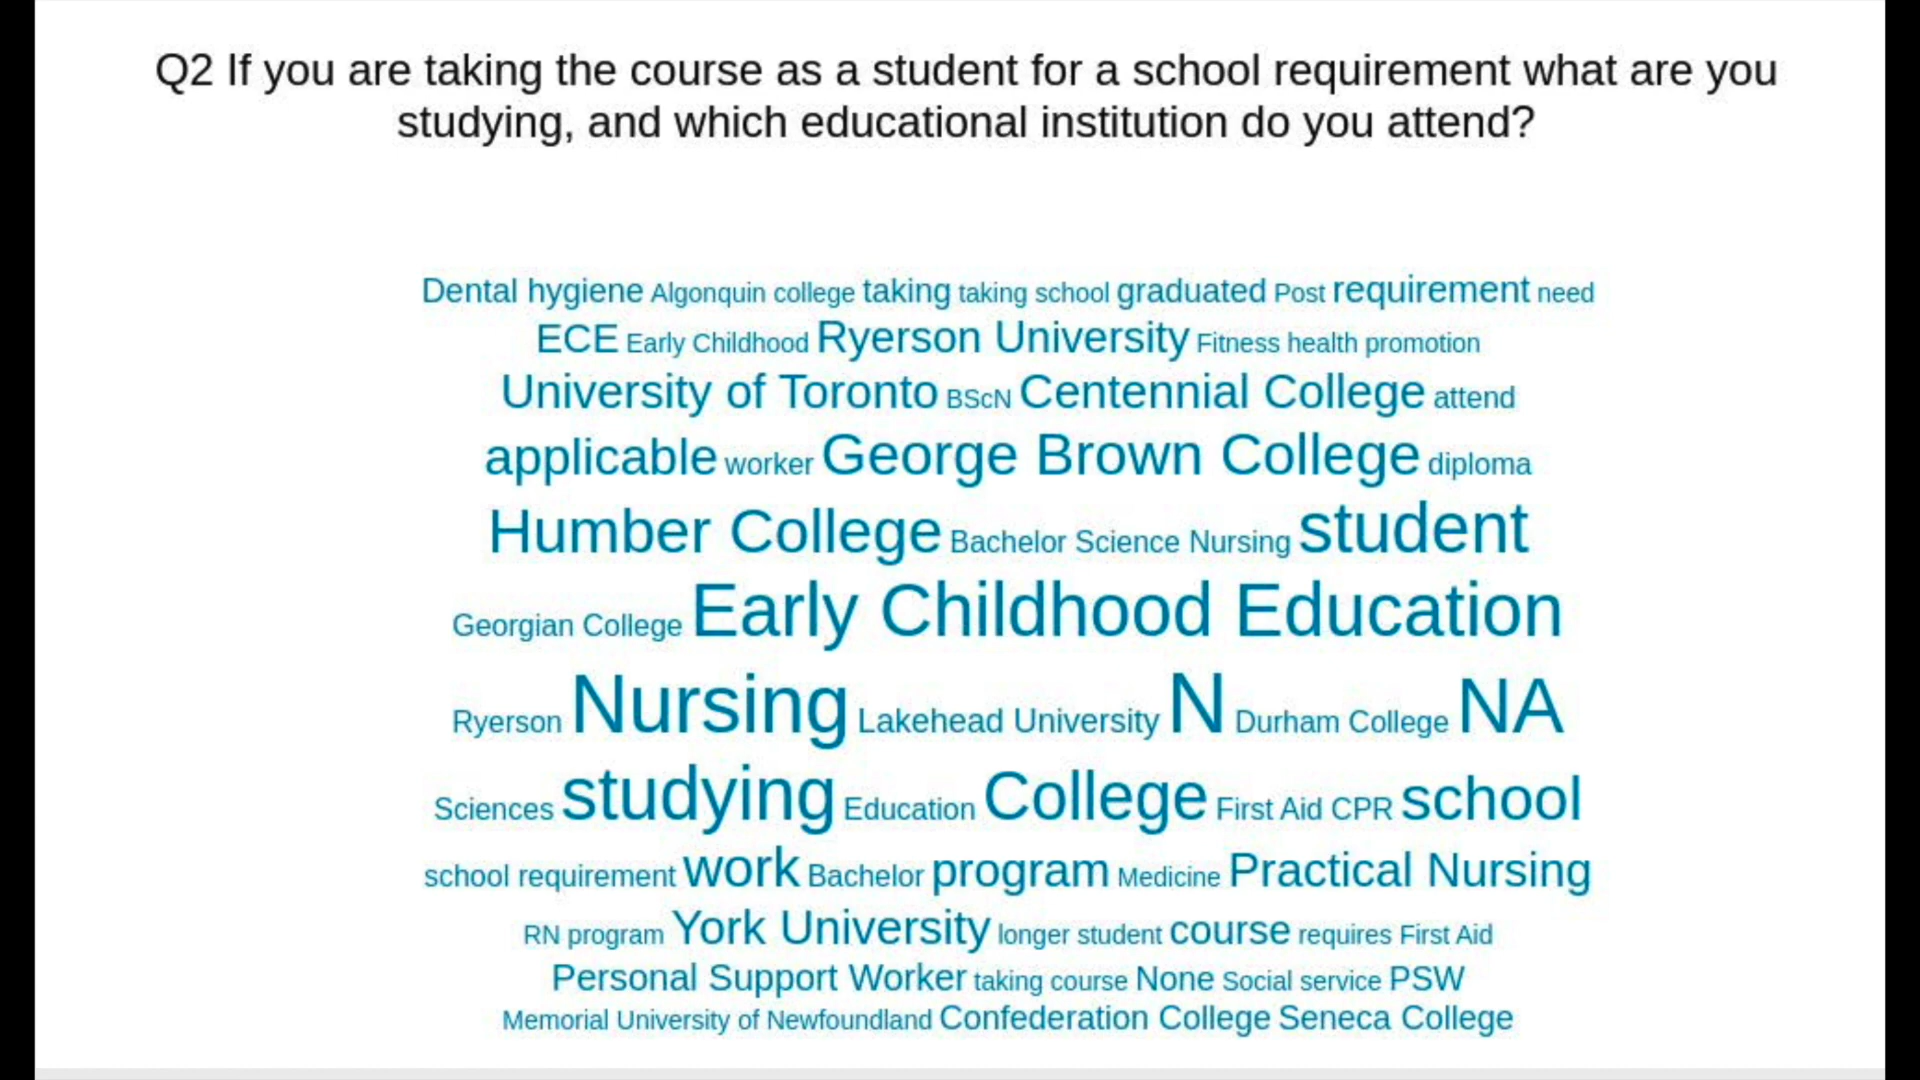 Q2 If you are taking the course as a student for a school requirement what are you
studying, and which educational institution do you attend?
Dental hygiene Algonquin college taking taking school graduated Post requirement need
ECE Early Childhood Ryerson University Fitness health promotion
University of Toronto BScN Centennial College attend
applicable worker George Brown College diploma
Humber College Bachelor Science Nursing student
Georgian College Early Childhood Education
Ryerson Nursing Lakehead University N Durham College NA
Sciences studying Education College First Aid CPR school
school requirement work Bachelor program Medicine Practical Nursing
RN program York University longer student course requires First Aid
Personal Support Worker taking course None Social service PSW
Memorial University of Newfoundland Confederation College Seneca College